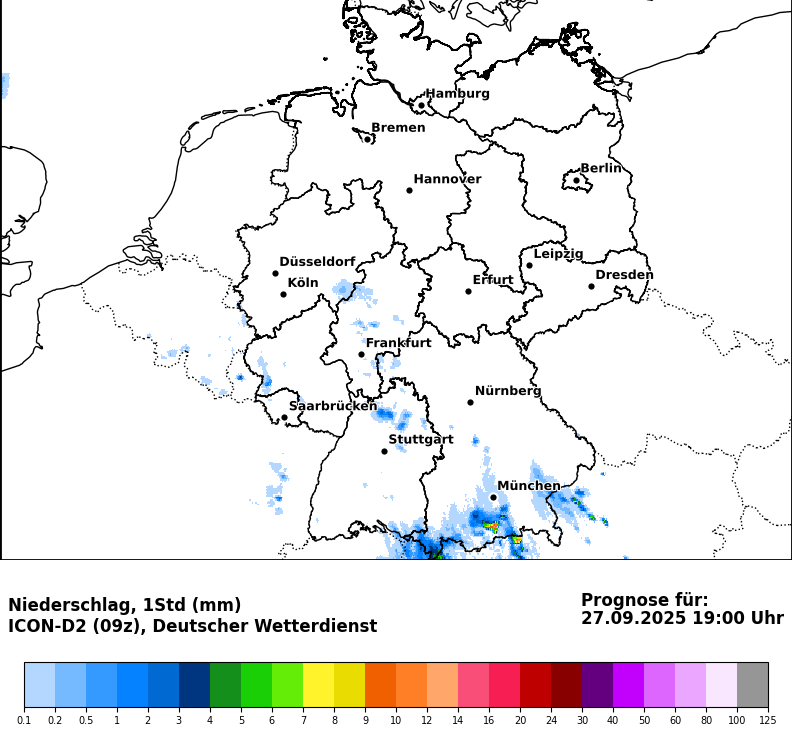 Hamburg
Bremen
Berlin
Hannover
Leipzig
Düsseldorf
Dresden
Köln
Erfurt
Frankfurt
Nürnberg
Saarbrücken
Stuttgart
München
Niederschlag, 1Std (mm)
ICON-D2 (09z), Deutscher Wetterdienst
Prognose für:
27.09.2025 19:00 Uhr
0.1 0.2 0.5 1 2 3 4 5 6 7 8 9 10 12 14 16 20 24 30 40 50 60 80 100 125